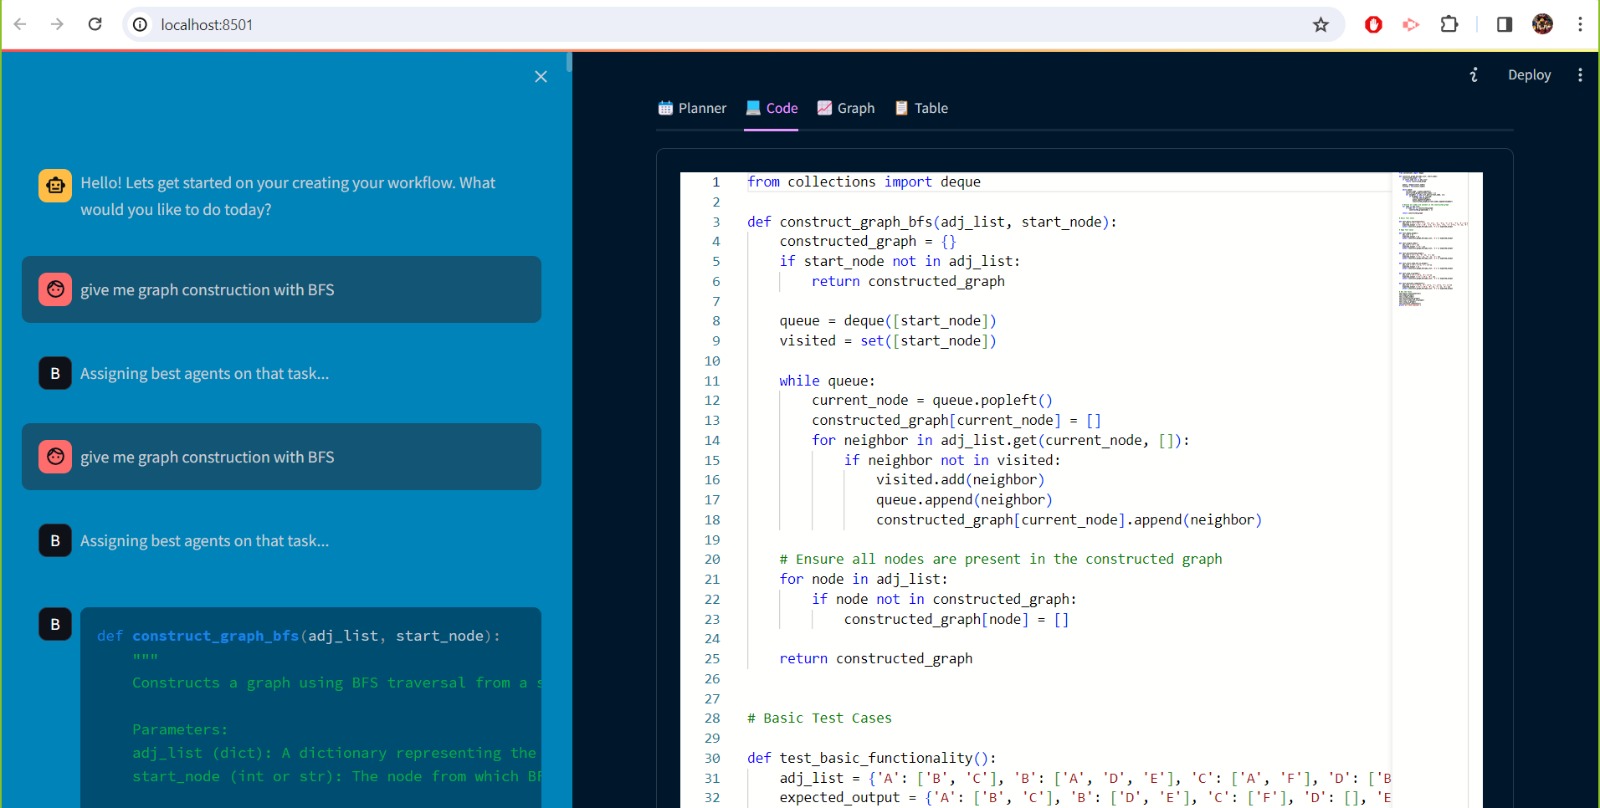 localhost:8501
Deploy
Hello! Lets get started on your creating your workflow. What
would you like to do today?
give me graph construction with BFS
B Assigning best agents on that task...
give me graph construction with BFS
B Assigning best agents on that task...
B
def construct_graph_bfs(adj_list, start_node):
"""
Constructs a graph using BFS traversal from a s
Parameters:
adj_list (dict): A dictionary representing the
start_node (int or str): The node from which BF
Planner Code Graph Table
1 from collections import deque
2
3 def construct_graph_bfs(adj_list, start_node):
4 constructed_graph = {}
5 if start_node not in adj_list:
6 return constructed_graph
7
8 queue = deque([start_node])
9 visited = set([start_node])
10
11 while queue:
12 current_node = queue.popleft()
13 constructed_graph[current_node] = []
14 for neighbor in adj_list.get(current_node, []):
15 if neighbor not in visited:
16 visited.add(neighbor)
17 queue.append(neighbor)
18 constructed_graph[current_node].append(neighbor)
19
20 # Ensure all nodes are present in the constructed graph
21 for node in adj_list:
22 if node not in constructed_graph:
23 constructed_graph[node] = []
24
25 return constructed_graph
26
27
28 # Basic Test Cases
29
30 def test_basic_functionality():
31 adj_list = {'A': ['B', 'C'], 'B': ['A', 'D', 'E'], 'C': ['A', 'F'], 'D': ['B
32 expected_output = {'A': ['B', 'C'], 'B': ['D', 'E'], 'C': ['F'], 'D': [], 'E